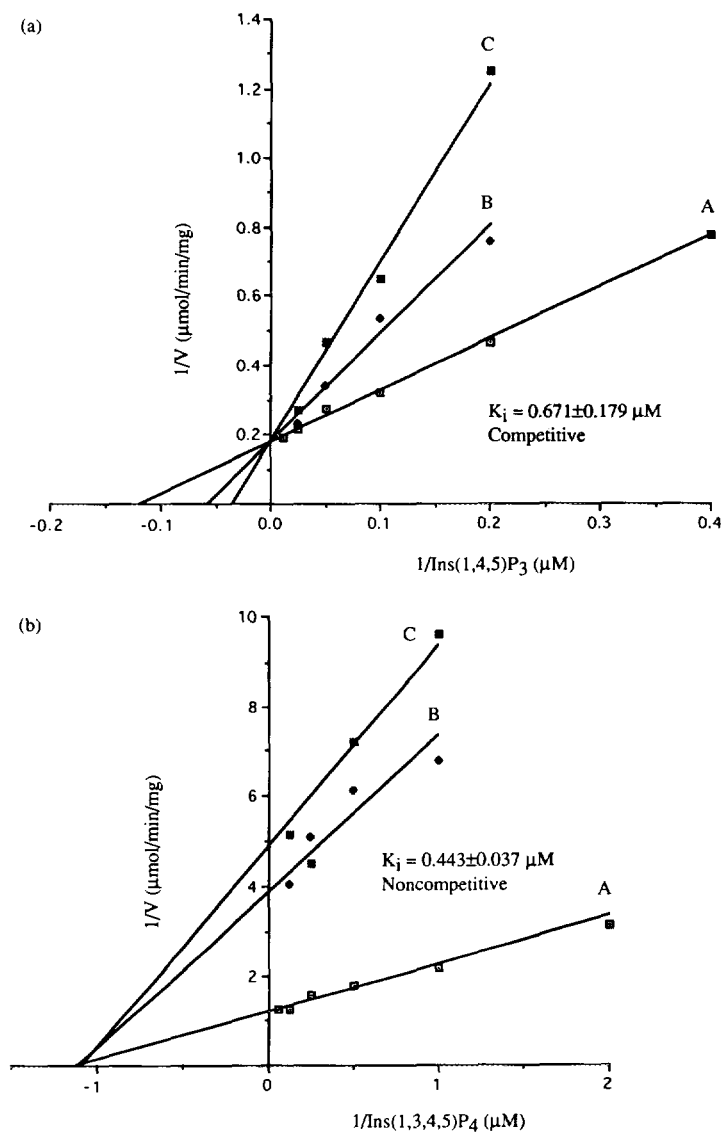 (a)
1.4
1.2
1.0
0.8
0.6
0.4
0.2
1/V (μmol/min/mg)
C
B
A
Kᵢ = 0.671±0.179 μM
Competitive
-0.2
-0.1
0.0
0.1
0.2
0.3
0.4
1/Ins(1,4,5)P₃ (μM)
(b)
10
8
6
4
2
1/V (μmol/min/mg)
C
B
A
Kᵢ = 0.443±0.037 μM
Noncompetitive
-1
0
1
2
1/Ins(1,3,4,5)P₄ (μM)